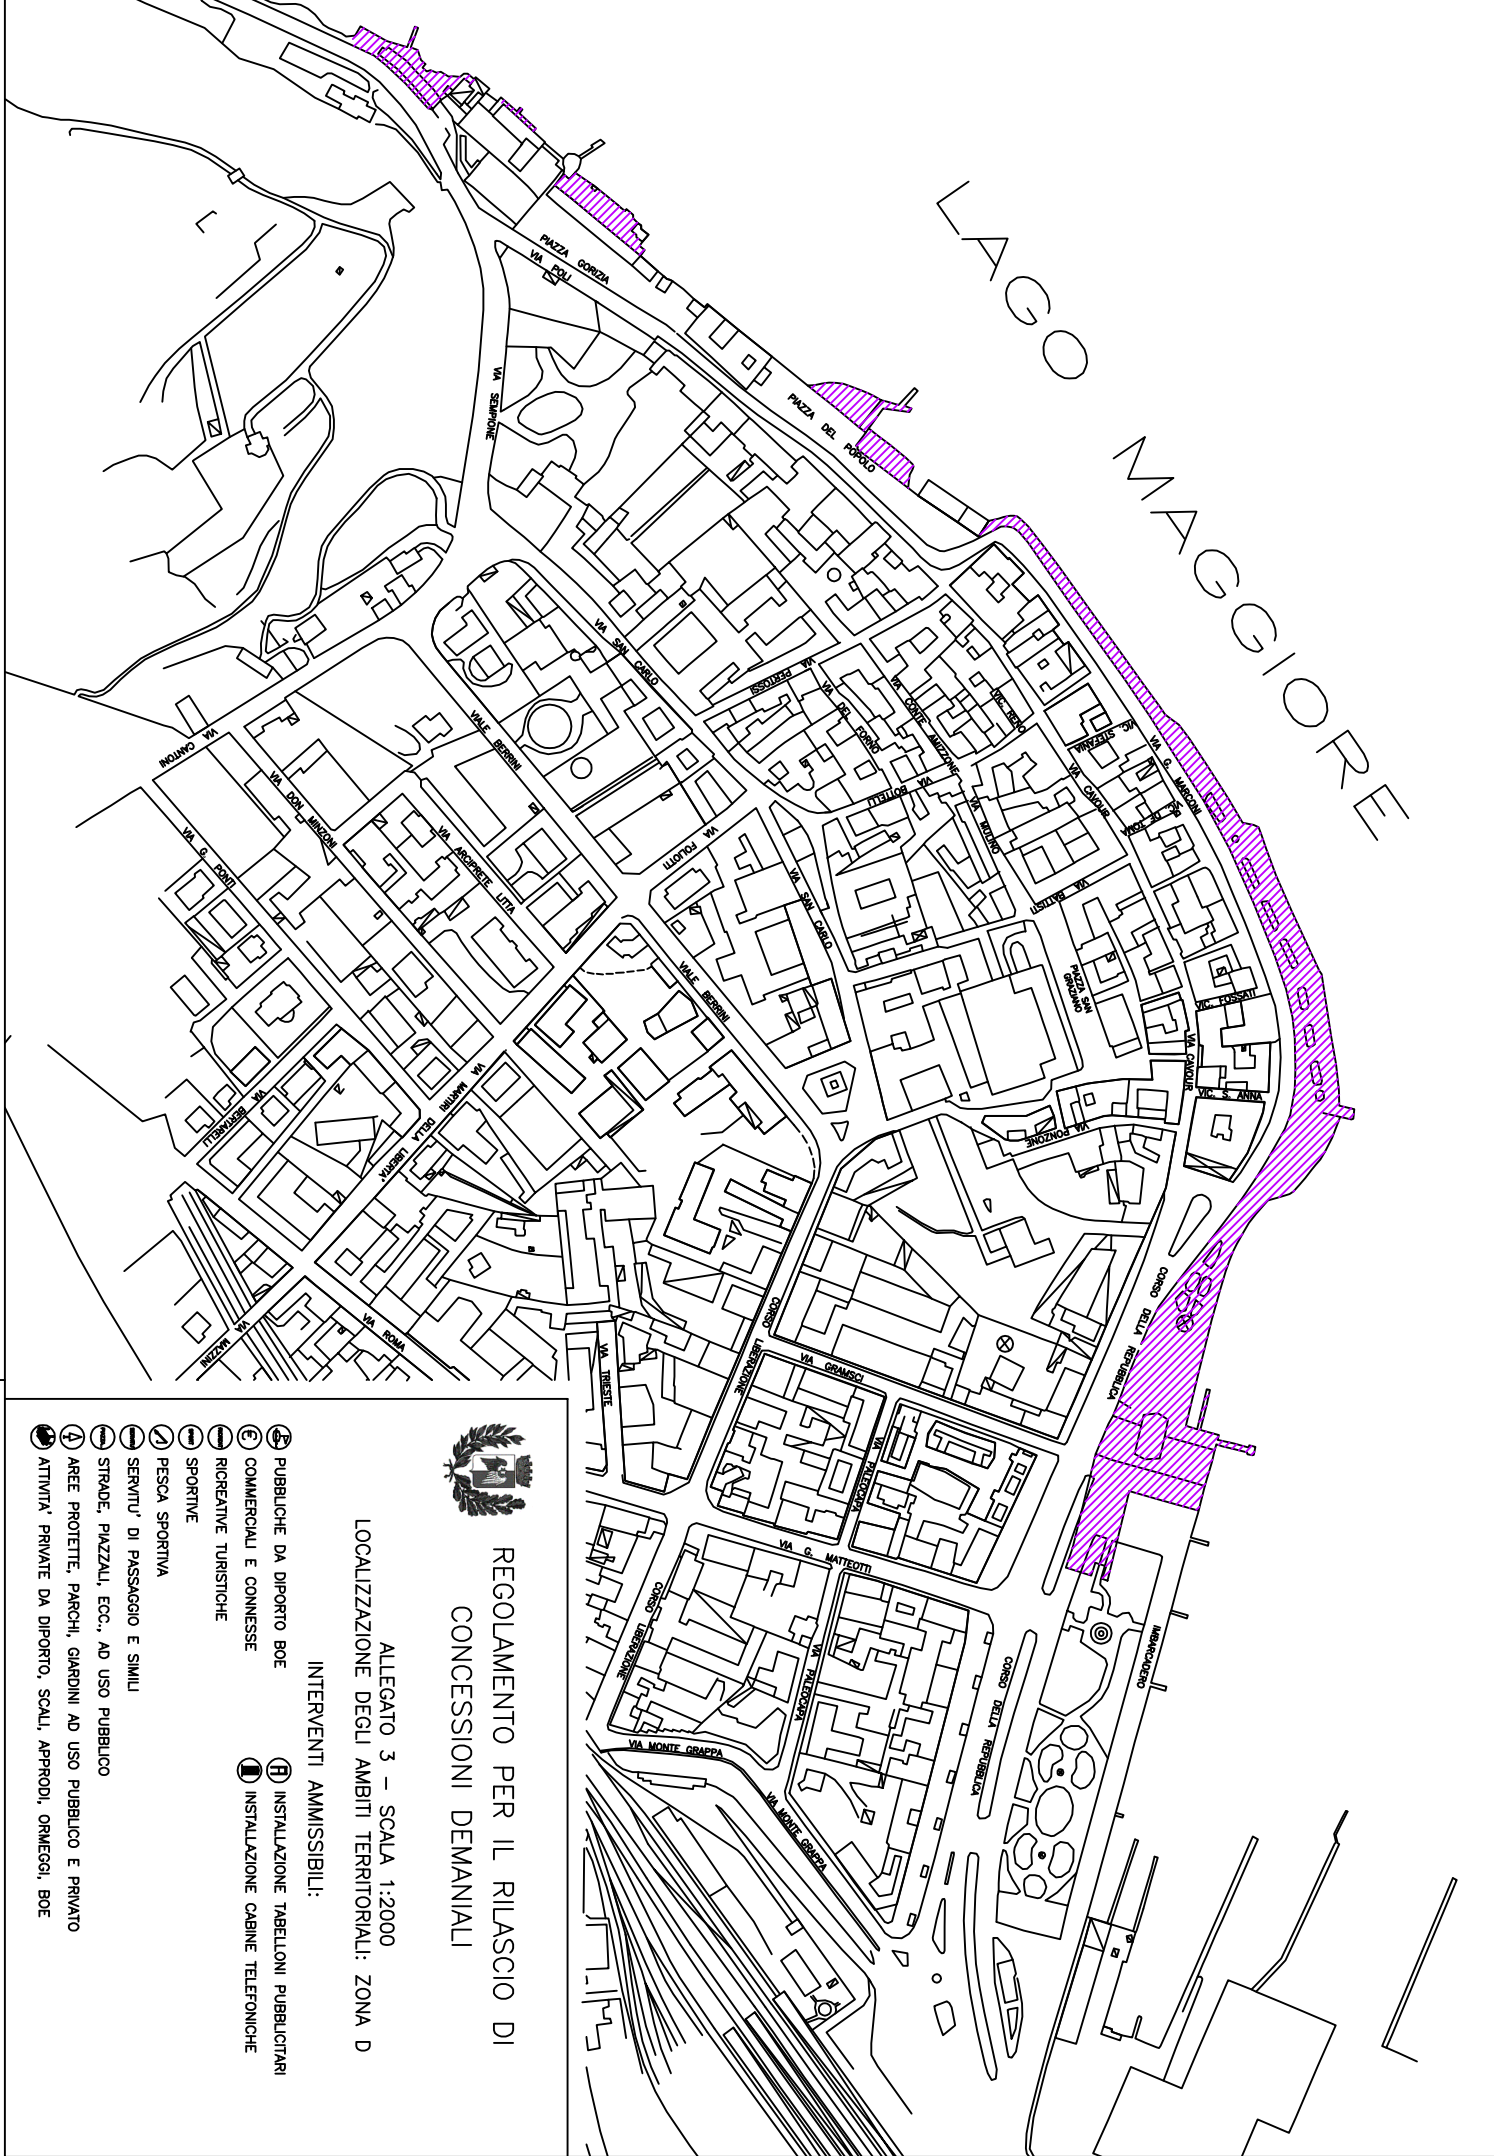 LAGO MAGGIORE
PIAZZA GORIZIA
VIA POLI
VIA SEMPIONE
PIAZZA DEL POPOLO
VIA SAN CARLO
VIA PERTOSSI
VIA DEL FORNO
VIA CONTE AMIZZONE
VIC. RENO
VIC. STEFANIA
VIA G. MARCONI
VIA CAVOUR
VIC. DE TOMA
VIA BOTTELLI
VIA MULINO
VIA BATTISTI
VIALE BERRINI
VIA CANTONI
VIA DON MINZONI
VIA G. PONTI
VIA ARCIPRETE LITTA
VIA FOLIOTTI
VIA SAN CARLO
VIALE BERRINI
PIAZZA SAN
GRAZIANO
VIC. FOSSATI
VIA CAVOUR
VIC. S. ANNA
VIA PONZONE
VIA MARTIRI DELLA LIBERTA'
VIA BERTARELLI
VIA ROMA
VIA MAZZINI
VIA TRIESTE
CORSO LIBERAZIONE
VIA GRAMSCI
CORSO DELLA REPUBBLICA
VIA PALEOCAPA
VIA G. MATTEOTTI
CORSO LIBERAZIONE
VIA PALEOCAPA
CORSO DELLA REPUBBLICA
IMBARCADERO
VIA MONTE GRAPPA
VIA MONTE GRAPPA
REGOLAMENTO PER IL RILASCIO DI
CONCESSIONI DEMANIALI
ALLEGATO 3 – SCALA 1:2000
LOCALIZZAZIONE DEGLI AMBITI TERRITORIALI: ZONA D
INTERVENTI AMMISSIBILI:
PUBBLICHE DA DIPORTO BOE
€ COMMERCIALI E CONNESSE
RICREATIVE TURISTICHE
SPORTIVE
PESCA SPORTIVA
SERVITU' DI PASSAGGIO E SIMILI
STRADE, PIAZZALI, ECC., AD USO PUBBLICO
AREE PROTETTE, PARCHI, GIARDINI AD USO PUBBLICO E PRIVATO
ATTIVITA' PRIVATE DA DIPORTO, SCALI, APPRODI, ORMEGGI, BOE
INSTALLAZIONE TABELLONI PUBBLICITARI
INSTALLAZIONE CABINE TELEFONICHE